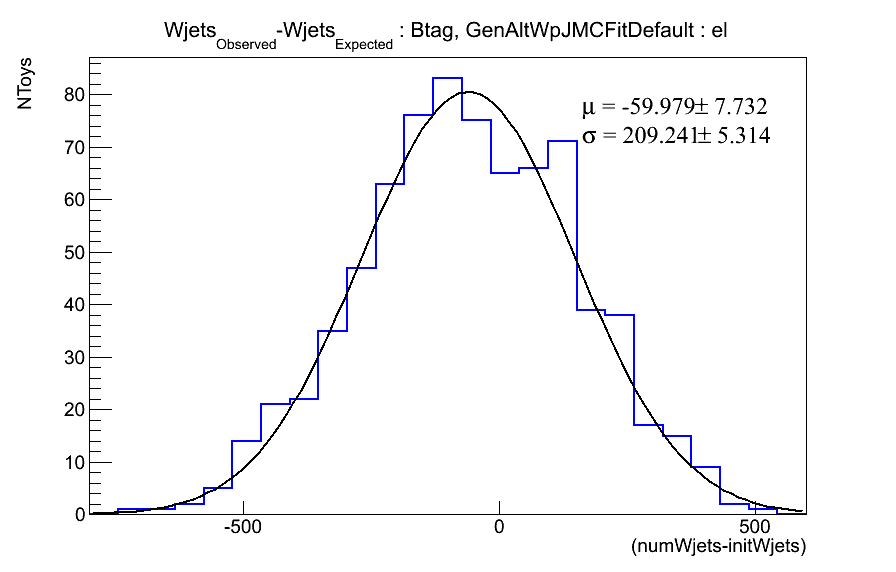 Wjets_Observed-Wjets_Expected : Btag, GenAltWpJMCFitDefault : el
NToys
μ = -59.979± 7.732
σ = 209.241± 5.314
80
70
60
50
40
30
20
10
0
-500 0 500
(numWjets-initWjets)